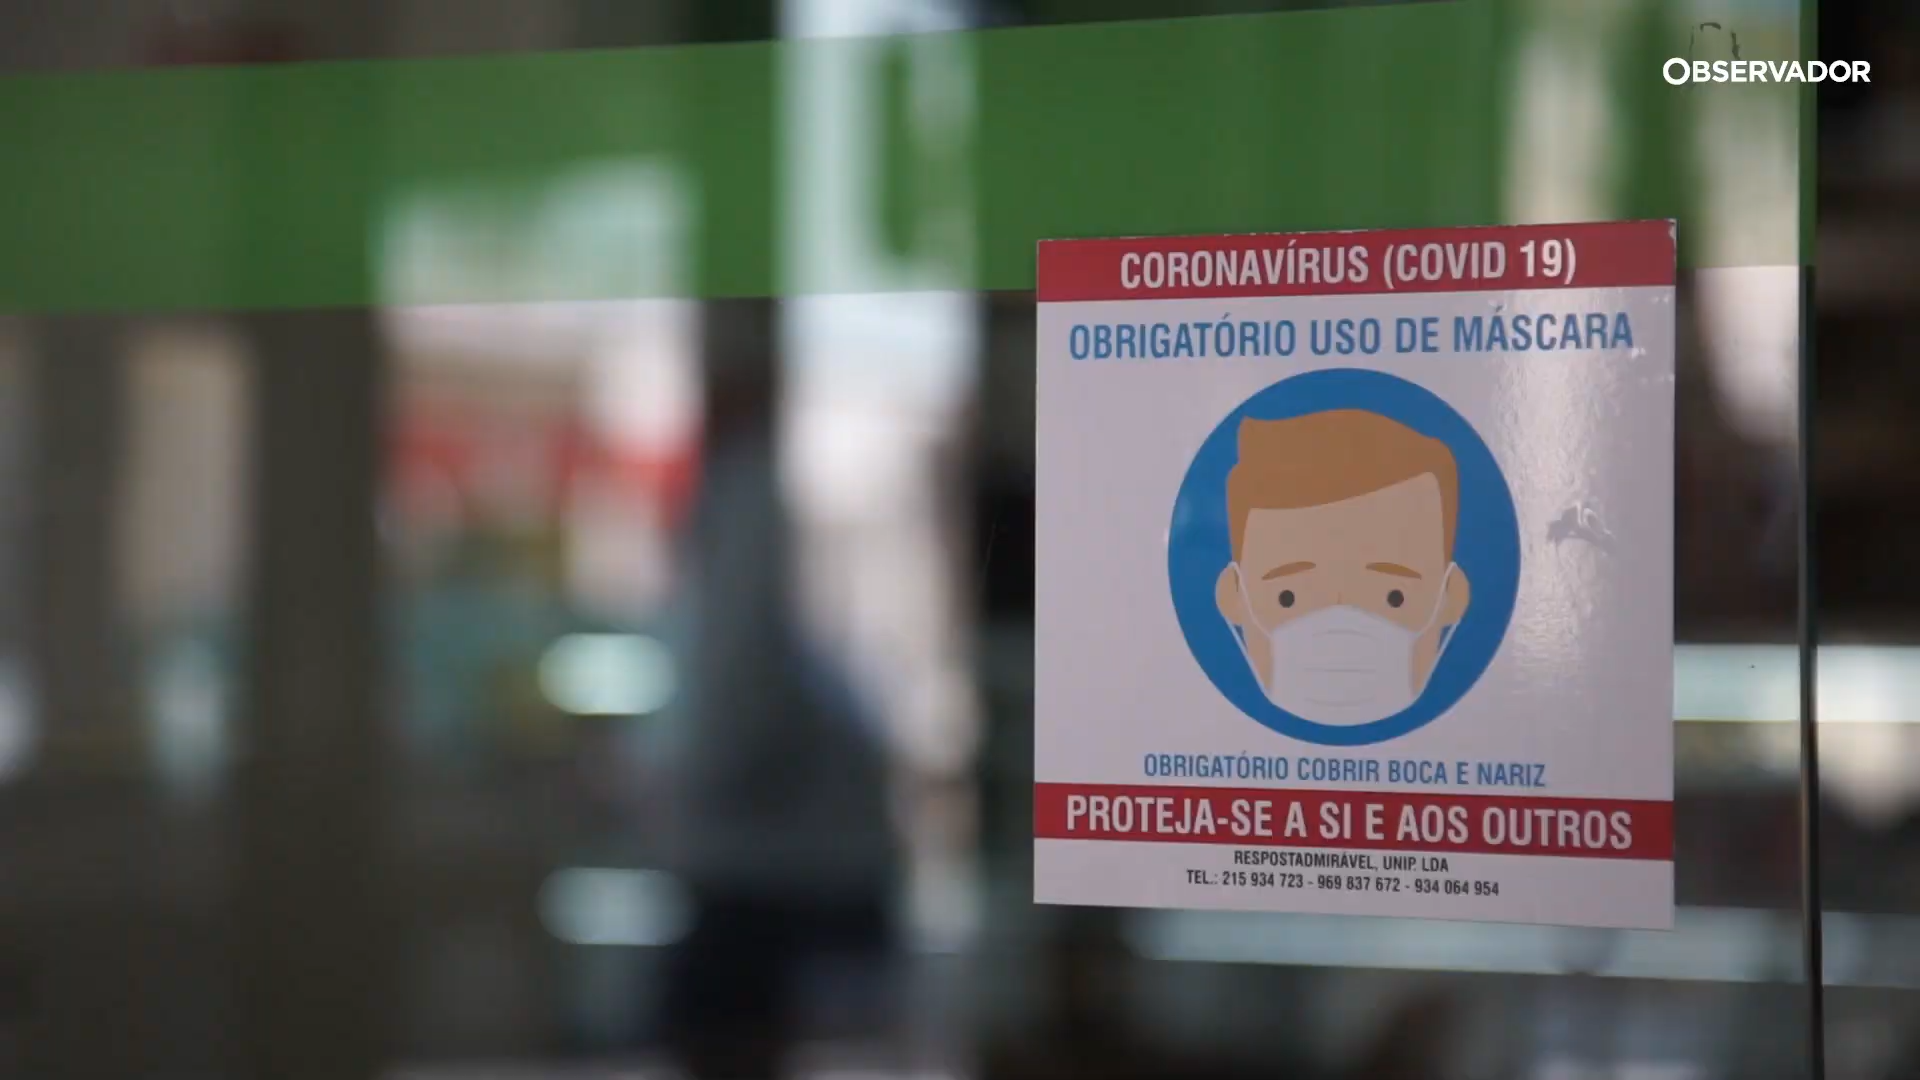 OBSERVADOR
CORONAVÍRUS (COVID 19)
OBRIGATÓRIO USO DE MÁSCARA
OBRIGATÓRIO COBRIR BOCA E NARIZ
PROTEJA-SE A SI E AOS OUTROS
RESPOSTADMIRÁVEL, UNIP. LDA
TEL.: 215 934 723 - 969 837 672 - 934 064 954